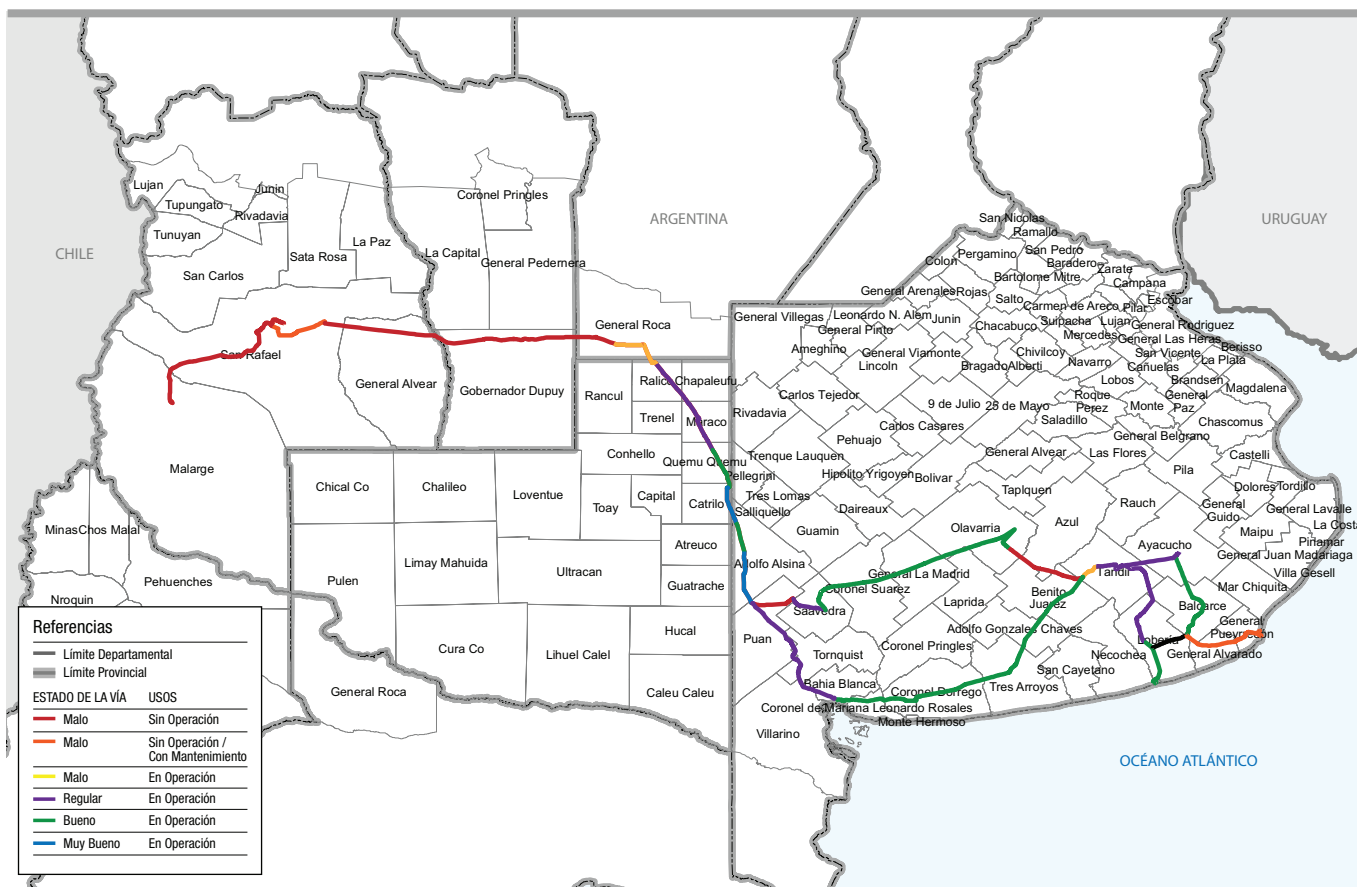 CHILE
ARGENTINA
URUGUAY
OCÉANO ATLÁNTICO
Lujan
Tupungato
Junin
Rivadavia
Tunuyan
Sata Rosa
La Paz
San Carlos
San Rafael
General Alvear
Malarge
Coronel Pringles
La Capital
General Pedernera
Gobernador Dupuy
General Roca
Rancul
Ralico
Chapaleufu
Trenel
Maraco
Conhello
Quemu Quemu
Chical Co
Chalileo
Loventue
Toay
Capital
Catrilo
Atreuco
Limay Mahuida
Ultracan
Guatrache
Pulen
Hucal
Cura Co
Lihuel Calel
Caleu Caleu
Minas
Chos Malal
Pehuenches
Nroquin
General Roca
San Nicolas
Ramallo
Pergamino
San Pedro
Colon
Baradero
Bartolome Mitre
Zarate
Campana
General Arenales
Rojas
Escobar
Salto
Carmen de Areco
Pilar
General Villegas
Leonardo N. Alem
Junin
Chacabuco
Suipacha
Lujan
General Rodriguez
General Pinto
Mercedes
General Las Heras
Ameghino
General Viamonte
Chivilcoy
San Vicente
Berisso
Lincoln
Bragado
Alberti
Navarro
Cañuelas
La Plata
Lobos
Brandsen
Magdalena
Carlos Tejedor
Roque
Perez
Monte
General
Paz
Rivadavia
9 de Julio
25 de Mayo
Saladillo
Chascomus
Carlos Casares
Pehuajo
General Belgrano
Trenque Lauquen
General Alvear
Las Flores
Castelli
Pellegrini
Hipolito Yrigoyen
Bolivar
Pila
Tres Lomas
Taplquen
Rauch
Dolores
Tordillo
Salliquello
Daireaux
General
Guido
General Lavalle
Guamin
Olavarria
Azul
Maipu
La Costa
Piñamar
Ayacucho
General Juan Madariaga
Adolfo Alsina
General La Madrid
Tandil
Villa Gesell
Coronel Suarez
Benito
Juarez
Mar Chiquita
Saavedra
Laprida
Balcarce
General
Pueyrredon
Puan
Adolfo Gonzales Chaves
Loberia
Tornquist
Coronel Pringles
Necochea
General Alvarado
San Cayetano
Bahia Blanca
Coronel Dorrego
Tres Arroyos
Coronel de Mariana Leonardo Rosales
Monte Hermoso
Villarino
Referencias
Límite Departamental
Límite Provincial
ESTADO DE LA VÍA USOS
Malo Sin Operación
Malo Sin Operación /
Con Mantenimiento
Malo En Operación
Regular En Operación
Bueno En Operación
Muy Bueno En Operación